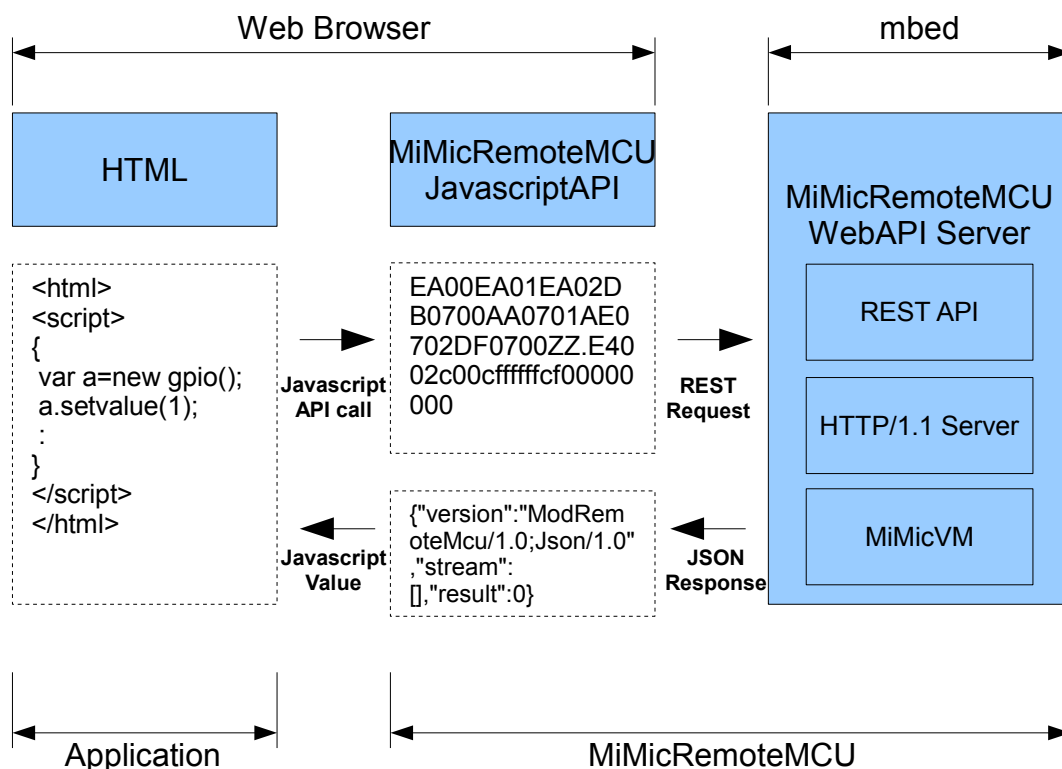 Web Browser
mbed
HTML
MiMicRemoteMCU
JavascriptAPI
MiMicRemoteMCU
WebAPI Server
<html>
<script>
{
var a=new gpio();
a.setvalue(1);
:
}
</script>
</html>
Javascript
API call
EA00EA01EA02D
B0700AA0701AE0
702DF0700ZZ.E40
02c00cffffffcf00000
000
REST
Request
REST API
HTTP/1.1 Server
MiMicVM
Javascript
Value
{"version":"ModRem
oteMcu/1.0;Json/1.0"
,"stream":
[],"result":0}
JSON
Response
Application
MiMicRemoteMCU